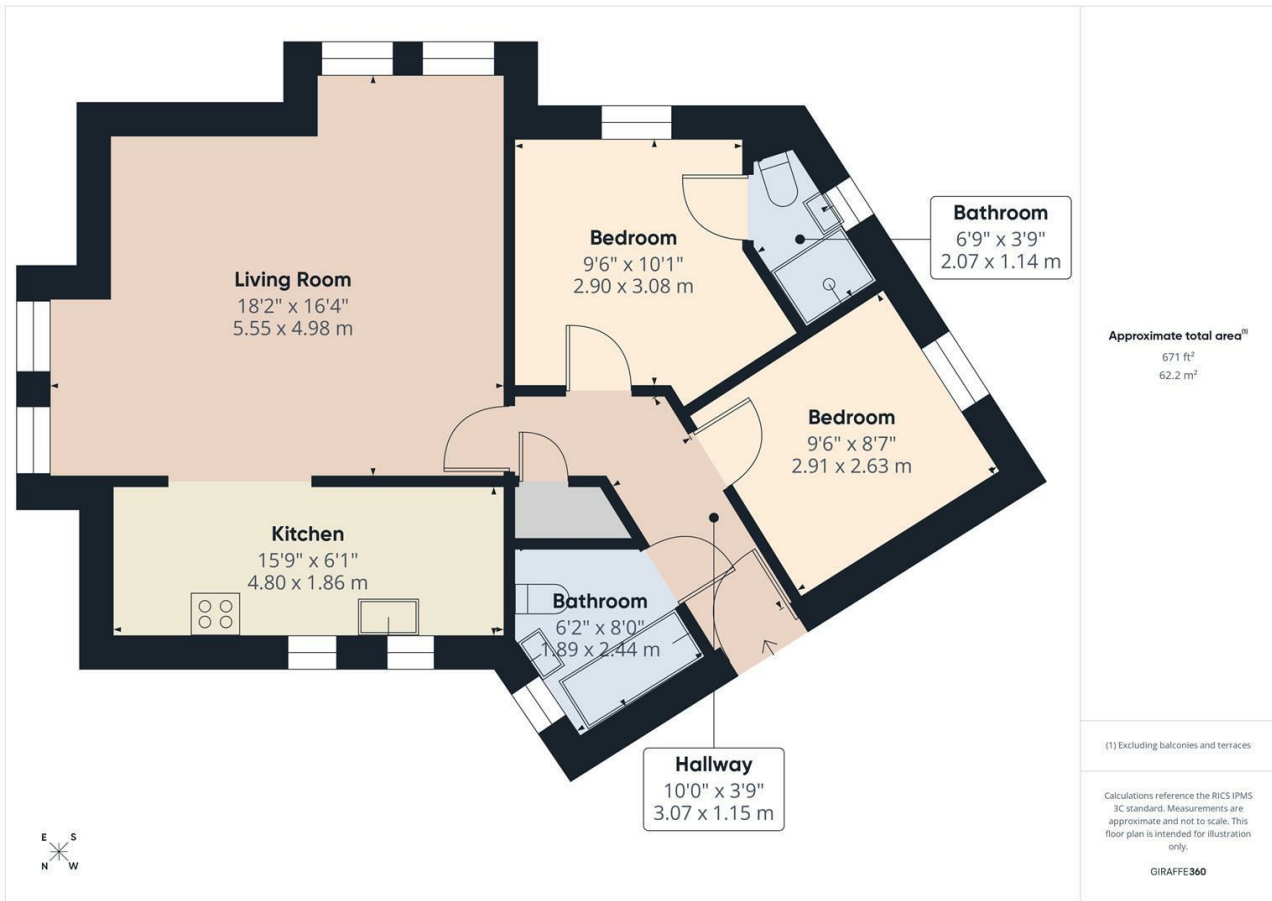 Living Room
18'2" x 16'4"
5.55 x 4.98 m
Bedroom
9'6" x 10'1"
2.90 x 3.08 m
Bathroom
6'9" x 3'9"
2.07 x 1.14 m
Bedroom
9'6" x 8'7"
2.91 x 2.63 m
Kitchen
15'9" x 6'1"
4.80 x 1.86 m
Bathroom
6'2" x 8'0"
1.89 x 2.44 m
Hallway
10'0" x 3'9"
3.07 x 1.15 m
E S
N W
Approximate total area(1)
671 ft²
62.2 m²
(1) Excluding balconies and terraces
Calculations reference the RICS IPMS
3C standard. Measurements are
approximate and not to scale. This
floor plan is intended for illustration
only.
GIRAFFE360